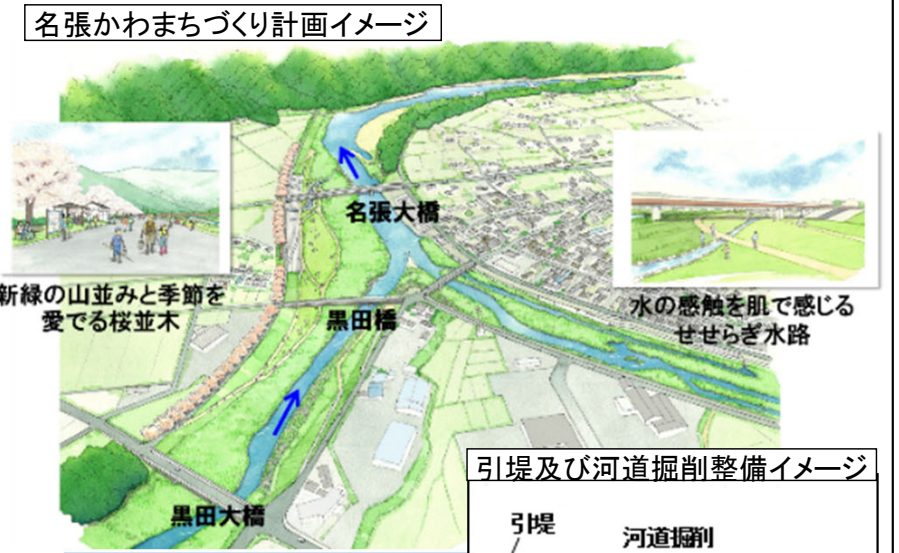 名張かわまちづくり計画イメージ
名張大橋
新緑の山並みと季節を
愛でる桜並木
黒田橋
水の感触を肌で感じる
せせらぎ水路
引堤及び河道掘削整備イメージ
黒田大橋
引堤
河道掘削